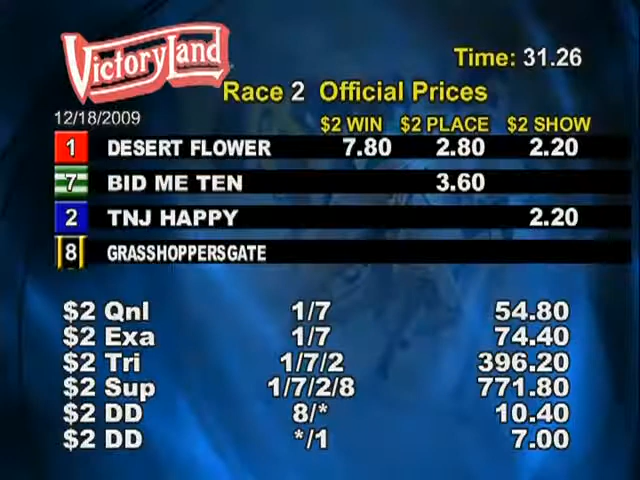 VictoryLand
Time: 31.26
Race 2 Official Prices
12/18/2009 $2 WIN $2 PLACE $2 SHOW
1 DESERT FLOWER 7.80 2.80 2.20
7 BID ME TEN 3.60
2 TNJ HAPPY 2.20
8 GRASSHOPPERSGATE
$2 Qnl 1/7 54.80
$2 Exa 1/7 74.40
$2 Tri 1/7/2 396.20
$2 Sup 1/7/2/8 771.80
$2 DD 8/* 10.40
$2 DD */1 7.00